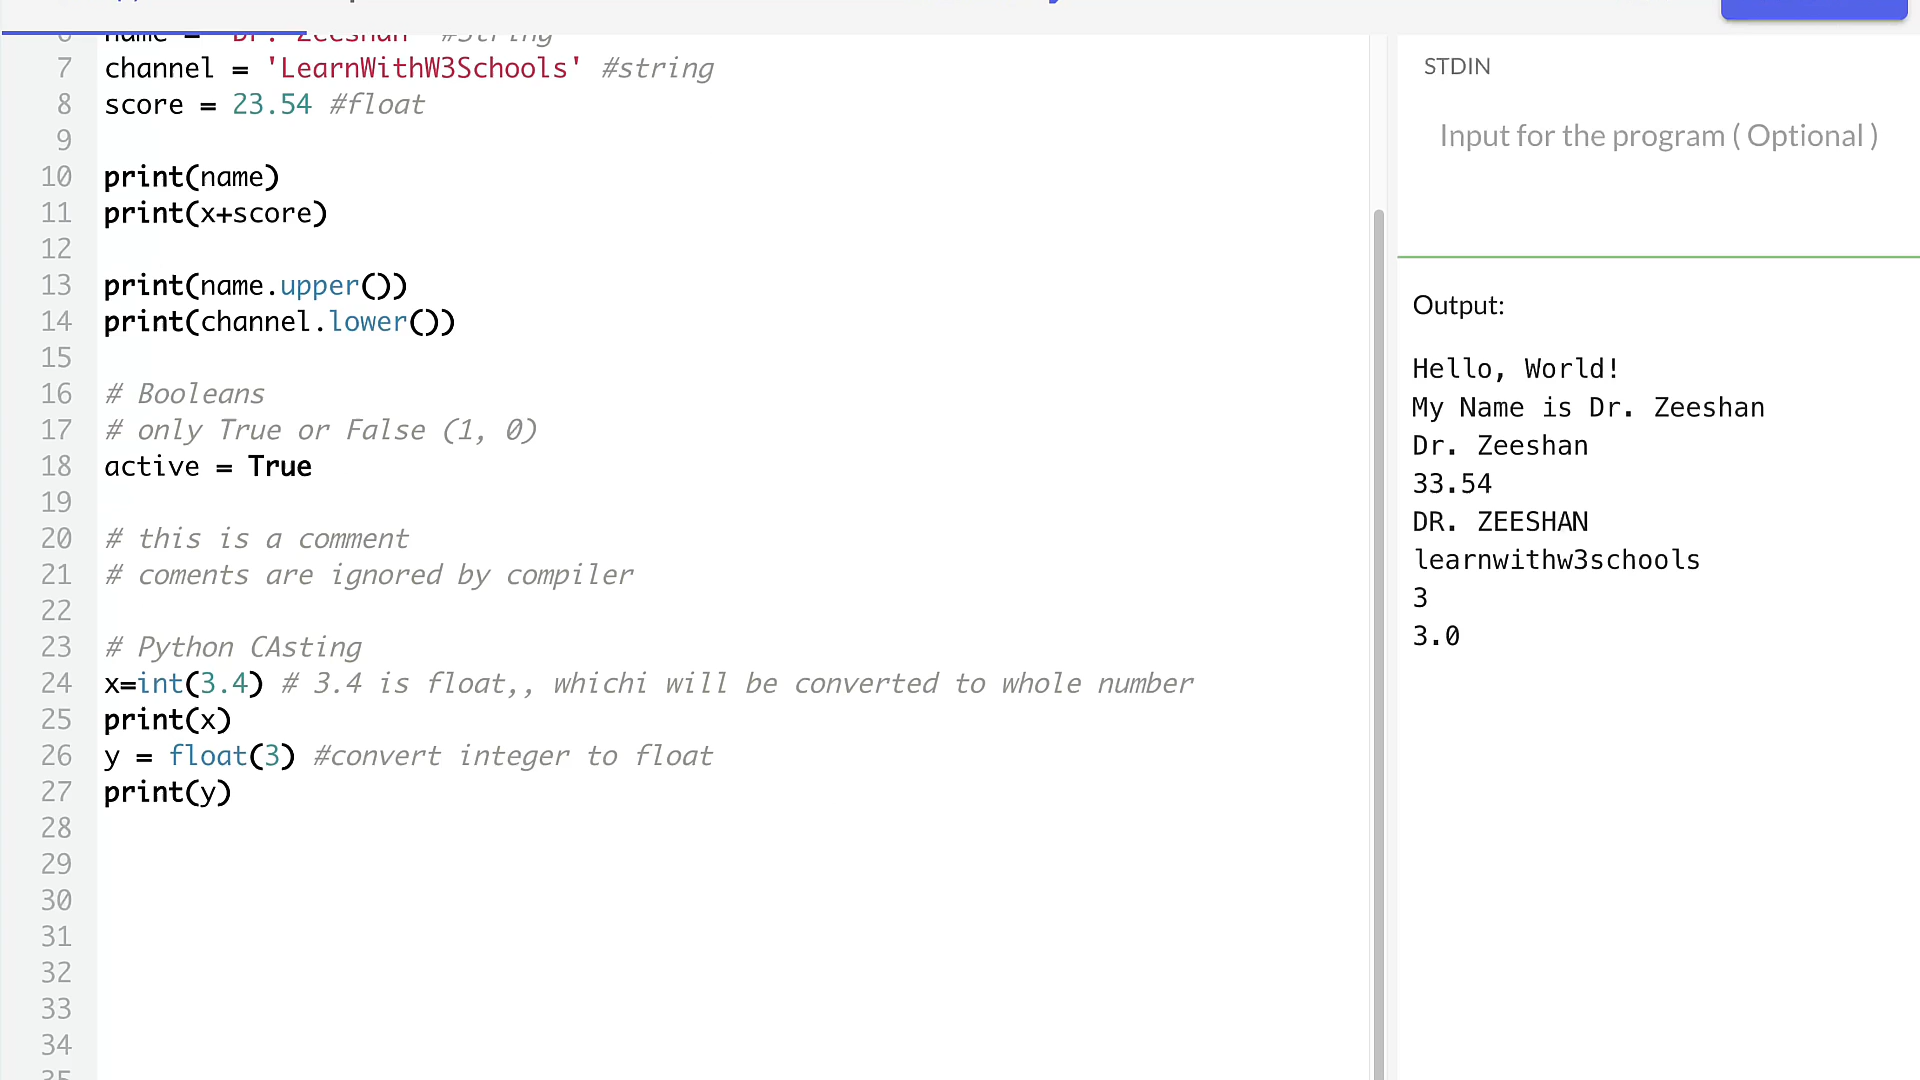 name = "Dr. Zeeshan" #String
7 channel = 'LearnWithW3Schools' #string
8 score = 23.54 #float
9
10 print(name)
11 print(x+score)
12
13 print(name.upper())
14 print(channel.lower())
15
16 # Booleans
17 # only True or False (1, 0)
18 active = True
19
20 # this is a comment
21 # coments are ignored by compiler
22
23 # Python CAsting
24 x=int(3.4) # 3.4 is float,, whichi will be converted to whole number
25 print(x)
26 y = float(3) #convert integer to float
27 print(y)
28
29
30
31
32
33
34
35
STDIN
Input for the program ( Optional )
Output:
Hello, World!
My Name is Dr. Zeeshan
Dr. Zeeshan
33.54
DR. ZEESHAN
learnwithw3schools
3
3.0